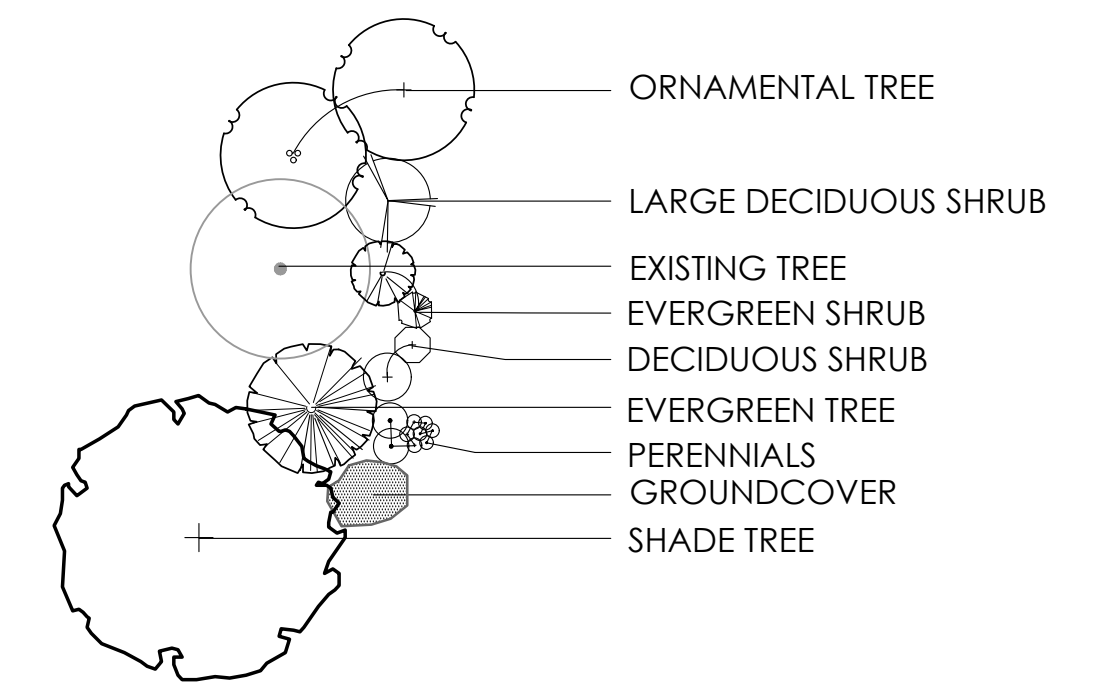 ORNAMENTAL TREE
LARGE DECIDUOUS SHRUB
EXISTING TREE
EVERGREEN SHRUB
DECIDUOUS SHRUB
EVERGREEN TREE
PERENNIALS
GROUNDCOVER
SHADE TREE